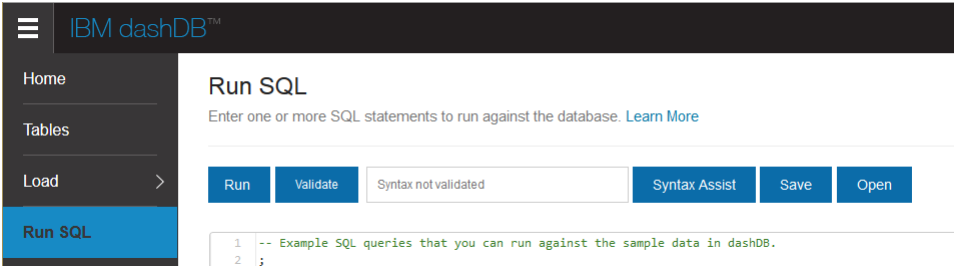 IBM dashDB™
Home
Tables
Load
Run SQL
Run SQL
Enter one or more SQL statements to run against the database. Learn More
Run Validate Syntax not validated Syntax Assist Save Open
1 -- Example SQL queries that you can run against the sample data in dashDB.
2 ;